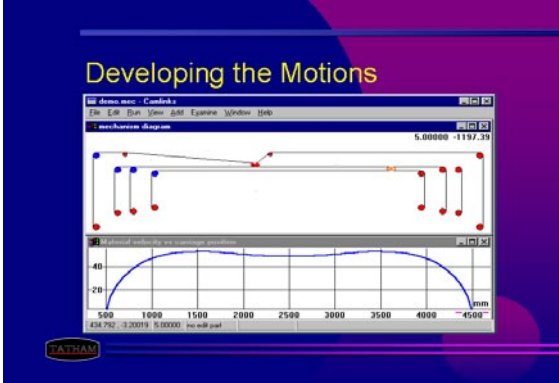 Developing the Motions
demo.mec - Camlinks
File Edit Run View Add Examine Window Help
mechanism diagram
5.00000 -1197.39
Material velocity vs carriage position
-40
-20
mm
500 1000 1500 2000 2500 3000 3500 4000 4500
434.792 -3.20019 5.00000 no edit part
TATHAM